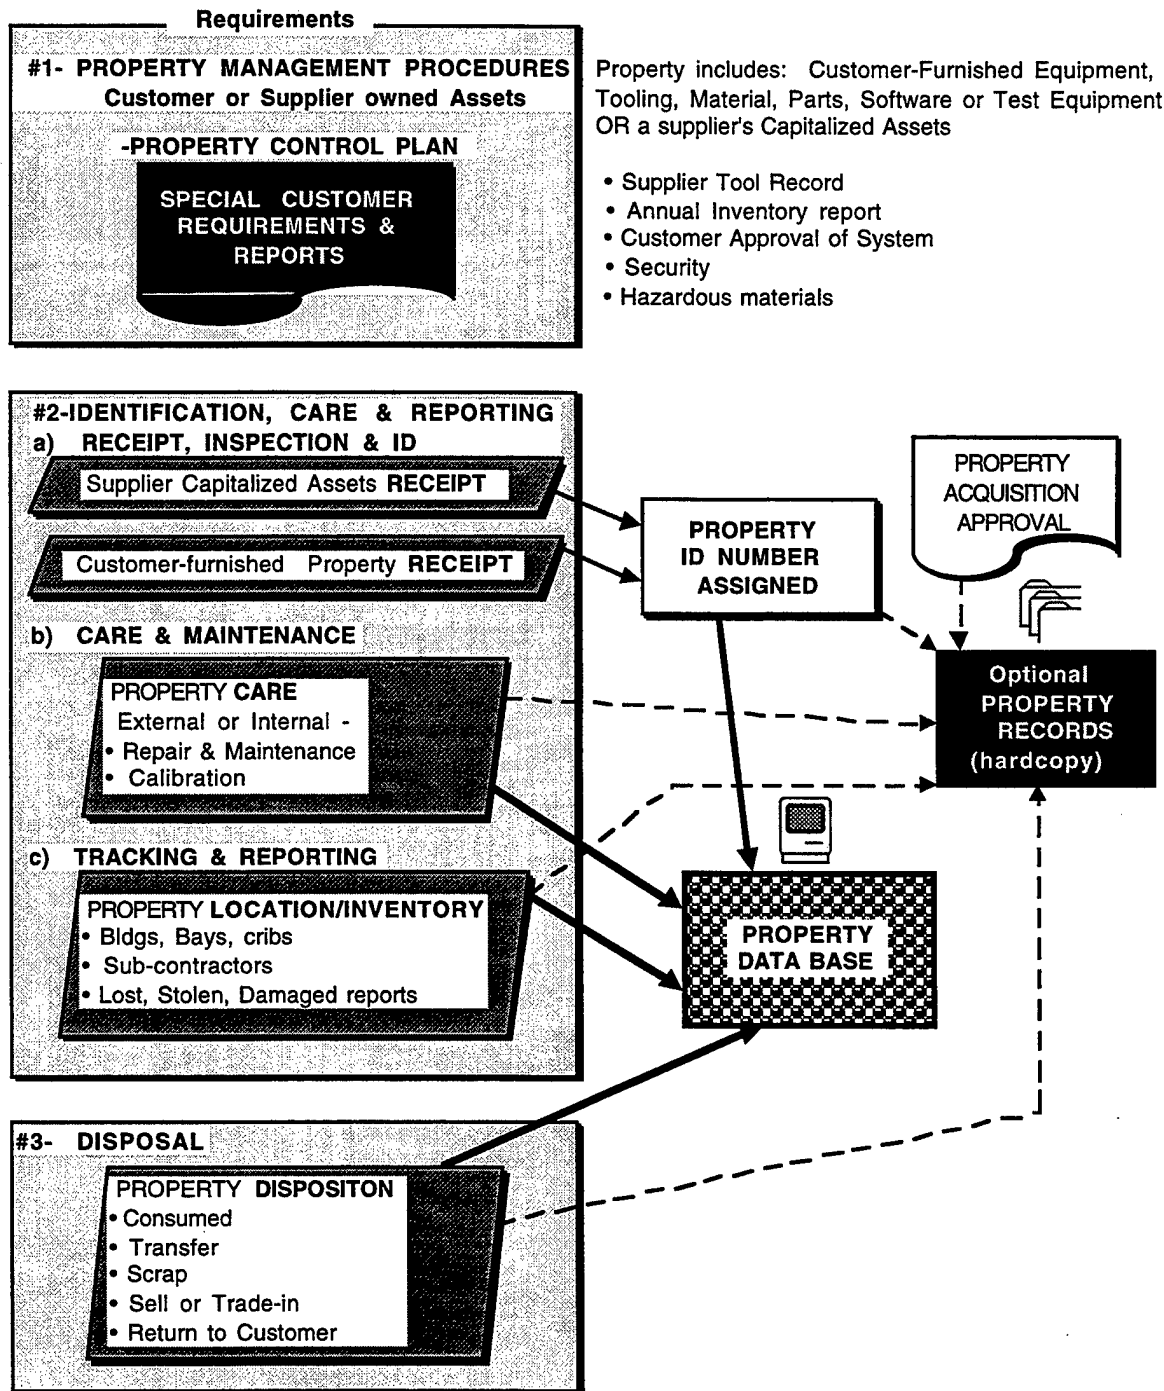 Requirements
#1- PROPERTY MANAGEMENT PROCEDURES
Customer or Supplier owned Assets
-PROPERTY CONTROL PLAN
SPECIAL CUSTOMER
REQUIREMENTS &
REPORTS
Property includes: Customer-Furnished Equipment,
Tooling, Material, Parts, Software or Test Equipment
OR a supplier's Capitalized Assets
• Supplier Tool Record
• Annual Inventory report
• Customer Approval of System
• Security
• Hazardous materials
#2-IDENTIFICATION, CARE & REPORTING
a) RECEIPT, INSPECTION & ID
Supplier Capitalized Assets RECEIPT
Customer-furnished Property RECEIPT
PROPERTY
ID NUMBER
ASSIGNED
PROPERTY
ACQUISITION
APPROVAL
b) CARE & MAINTENANCE
PROPERTY CARE
External or Internal -
• Repair & Maintenance
• Calibration
Optional
PROPERTY
RECORDS
(hardcopy)
c) TRACKING & REPORTING
PROPERTY LOCATION/INVENTORY
• Bldgs, Bays, cribs
• Sub-contractors
• Lost, Stolen, Damaged reports
PROPERTY
DATA BASE
#3- DISPOSAL
PROPERTY DISPOSITON
• Consumed
• Transfer
• Scrap
• Sell or Trade-in
• Return to Customer